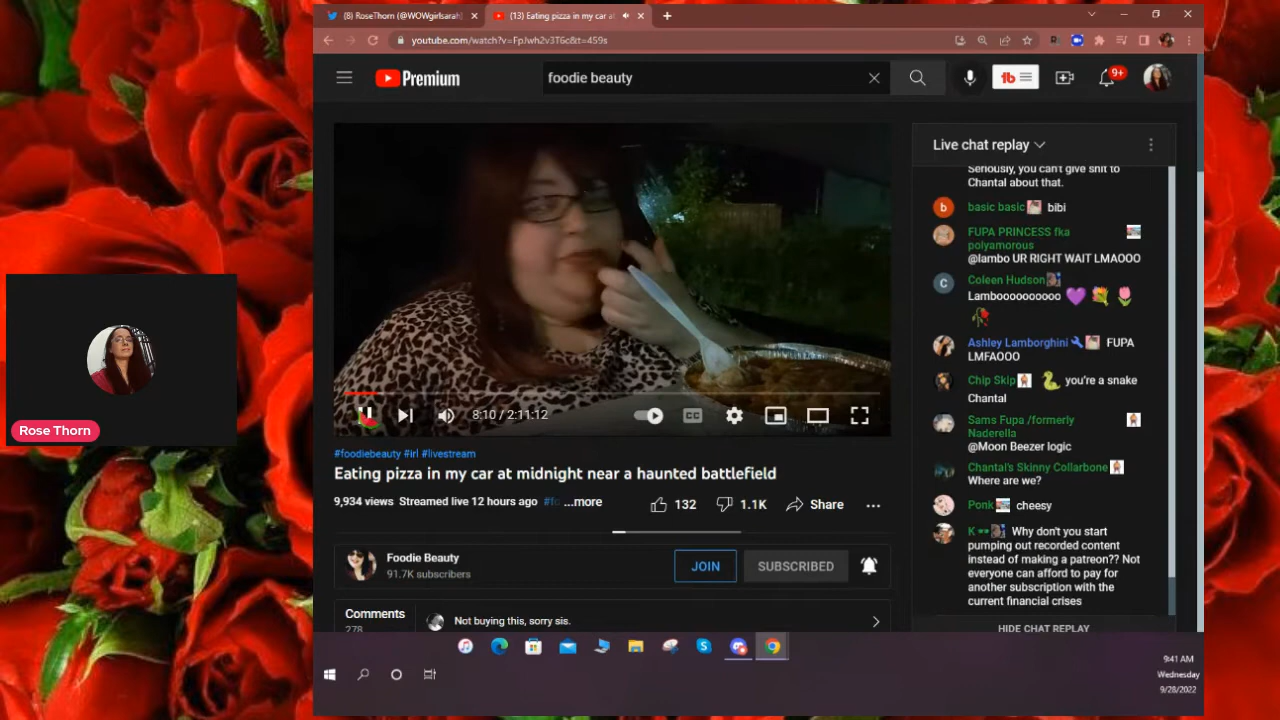 (8) RoseThorn (@WOWgirlsarah
(13) Eating pizza in my car at
youtube.com/watch?v=FpJwh2v3T6c&t=459s
Premium
foodie beauty
9+
Live chat replay
Seriously, you can't give shit to
Chantal about that.
b
basic basic bibi
FUPA PRINCESS fka
polyamorous
@lambo UR RIGHT WAIT LMAOOO
C
Coleen Hudson
Lamboooooooooo
Ashley Lamborghini FUPA
LMFAOOO
Chip Skip you're a snake
Chantal
Sams Fupa /formerly
Naderella
@Moon Beezer logic
Chantal's Skinny Collarbone
Where are we?
Ponk cheesy
K Why don't you start
pumping out recorded content
instead of making a patreon?? Not
everyone can afford to pay for
another subscription with the
current financial crises
HIDE CHAT REPLAY
8:10 / 2:11:12
CC
#foodiebeauty #irl #livestream
Eating pizza in my car at midnight near a haunted battlefield
9,934 views Streamed live 12 hours ago #fo ...more
132
1.1K
Share
Foodie Beauty
91.7K subscribers
JOIN
SUBSCRIBED
Comments
278
Not buying this, sorry sis.
Rose Thorn
9:41 AM
Wednesday
9/28/2022